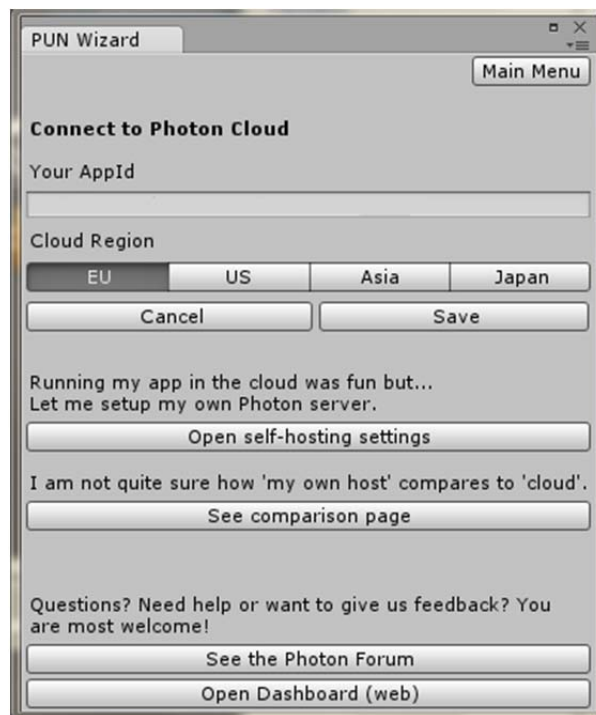 PUN Wizard
Main Menu
Connect to Photon Cloud
Your AppId
Cloud Region
EU US Asia Japan
Cancel Save
Running my app in the cloud was fun but...
Let me setup my own Photon server.
Open self-hosting settings
I am not quite sure how 'my own host' compares to 'cloud'.
See comparison page
Questions? Need help or want to give us feedback? You
are most welcome!
See the Photon Forum
Open Dashboard (web)